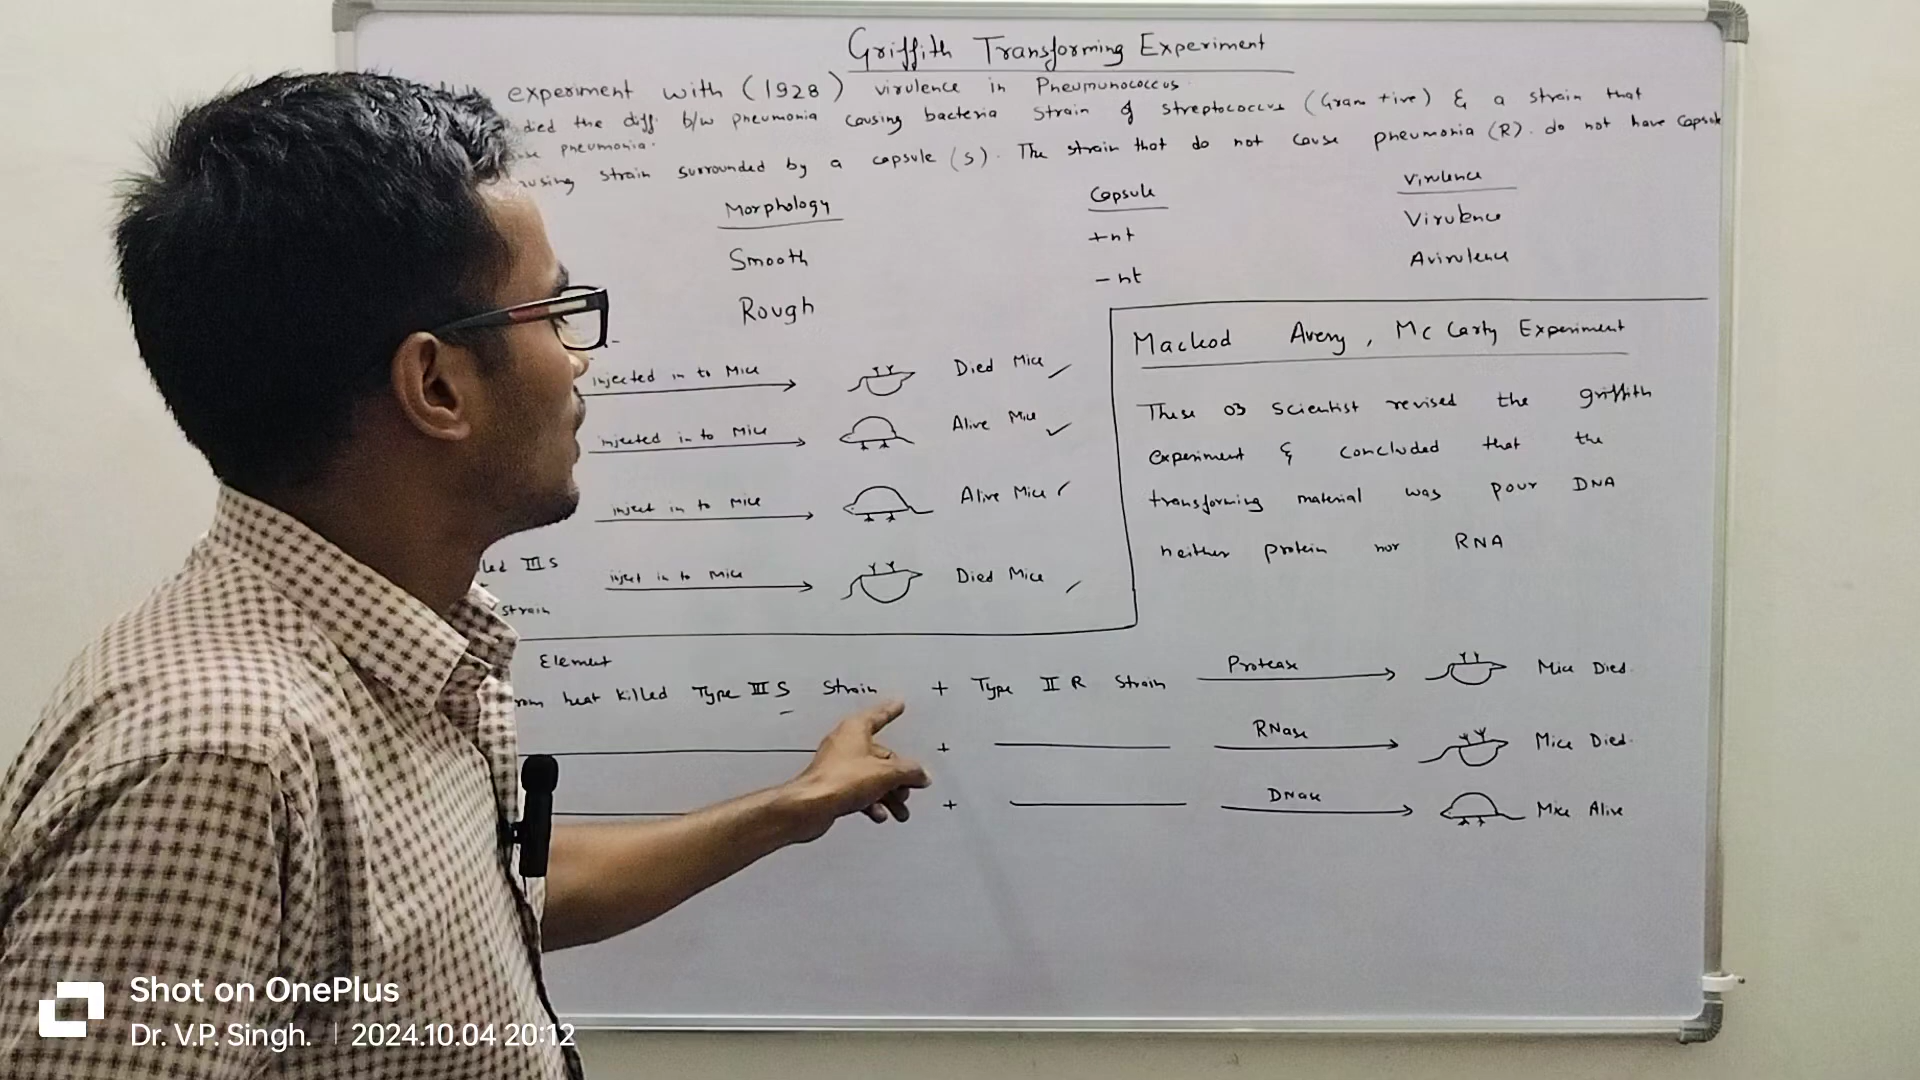 Griffith Transforming Experiment
experiment with (1928) virulence in Pneumunococcus.
died the diff. b/w pneumonia causing bacteria strain of streptococcus (Gram +ive) & a strain that
pneumonia.
using strain surrounded by a capsule (S). The strain that do not cause pneumonia (R). do not have capsule
Morphology Capsule Virulence
Smooth +nt Virulence
Rough -nt Avirulence
injected in to Mice Died Mice
injected in to Mice Alive Mice
inject in to Mice Alive Mice
led III S inject in to Mice Died Mice
strain
Macleod Avery, Mc Carty Experiment
These 03 Scientist revised the griffith
experiment & concluded that the
transforming material was pour DNA
neither protein nor RNA
Element
rom heat killed Type III S Strain + Type II R Strain Protease Mice Died.
+ RNase Mice Died.
+ DNase Mice Alive
Shot on OnePlus
Dr. V.P. Singh. | 2024.10.04 20:12